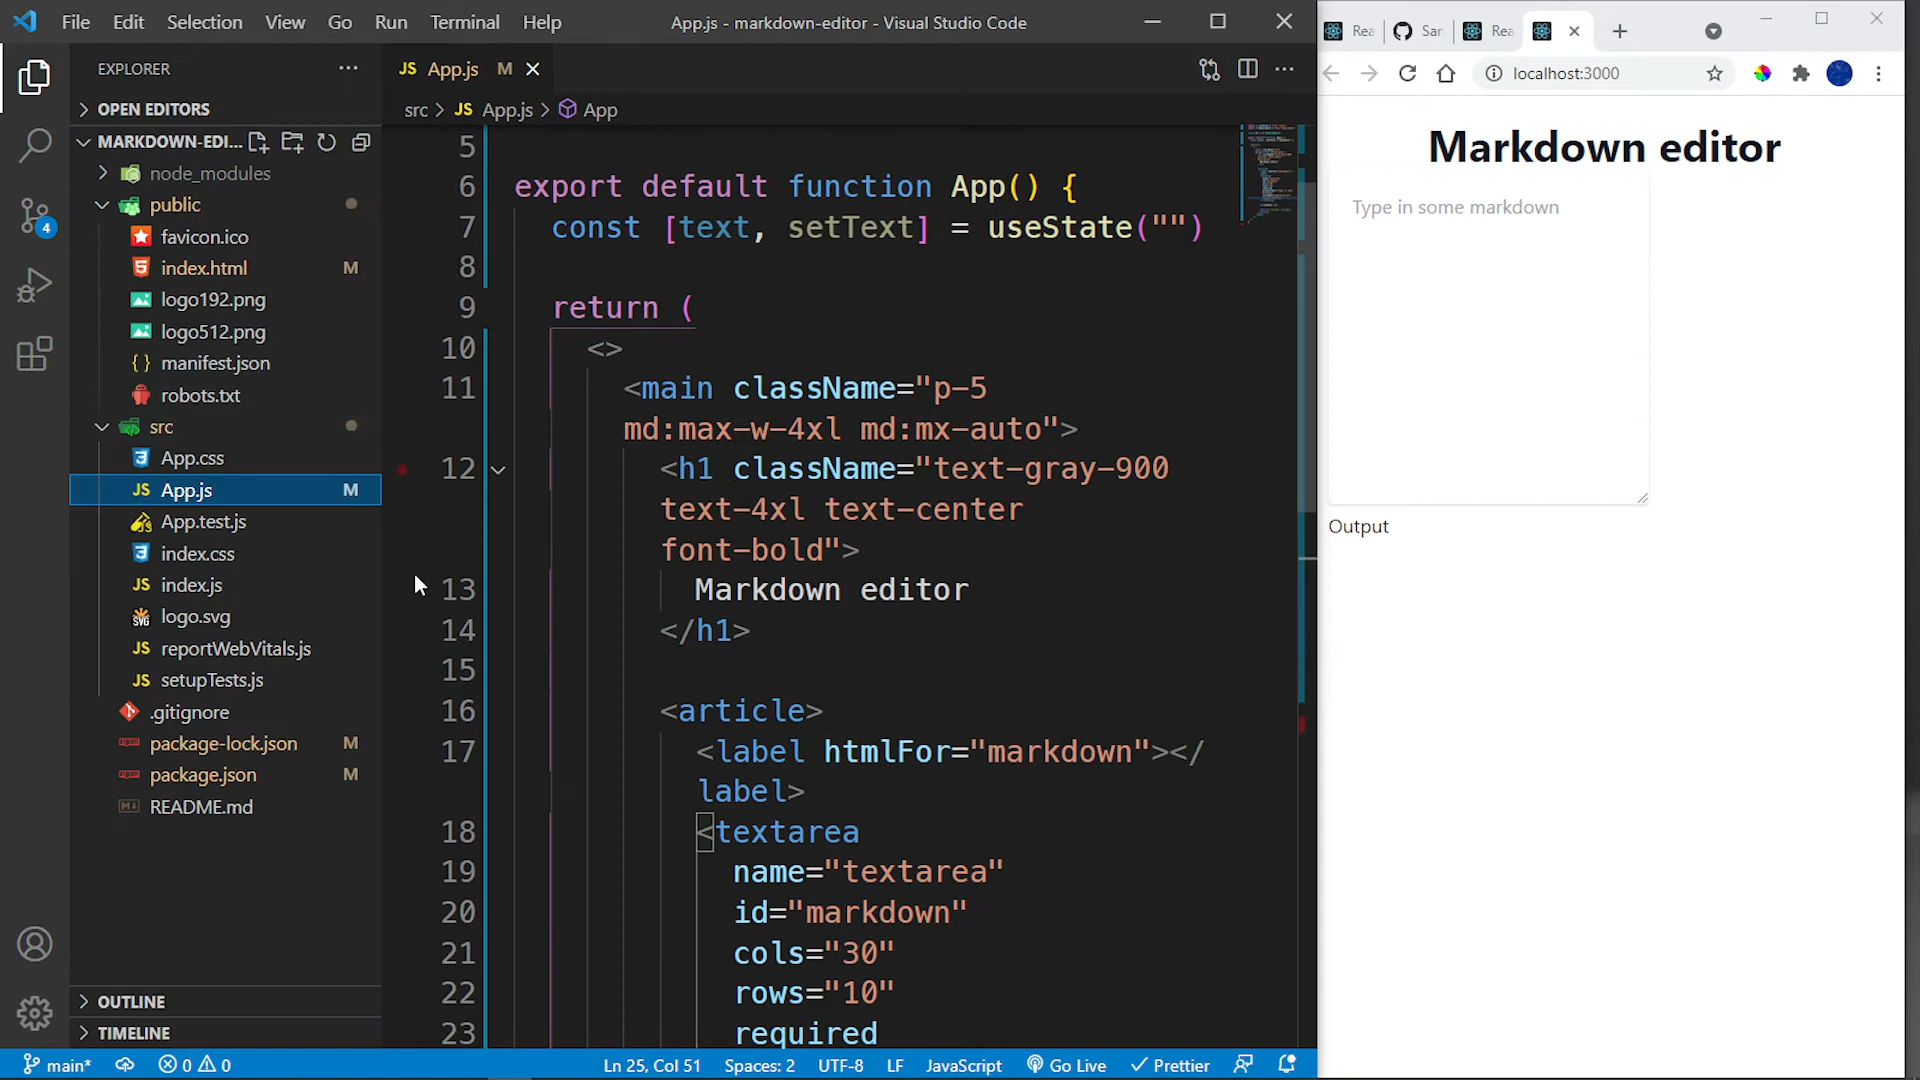 File Edit Selection View Go Run Terminal Help
App.js - markdown-editor - Visual Studio Code
EXPLORER
OPEN EDITORS
MARKDOWN-EDI...
node_modules
public
favicon.ico
index.html M
logo192.png
logo512.png
manifest.json
robots.txt
src
App.css
JS App.js M
App.test.js
index.css
JS index.js
logo.svg
JS reportWebVitals.js
JS setupTests.js
.gitignore
package-lock.json M
package.json M
README.md
OUTLINE
TIMELINE
4
JS App.js M
src > JS App.js > App
5
6 export default function App() {
7 const [text, setText] = useState("")
8
9 return (
10 <>
11 <main className="p-5
md:max-w-4xl md:mx-auto">
12 <h1 className="text-gray-900
text-4xl text-center
font-bold">
13 Markdown editor
14 </h1>
15
16 <article>
17 <label htmlFor="markdown"></
label>
18 <textarea
19 name="textarea"
20 id="markdown"
21 cols="30"
22 rows="10"
23 required
main* 0 0 Ln 25, Col 51 Spaces: 2 UTF-8 LF JavaScript Go Live Prettier
Rea San Rea
localhost:3000
Markdown editor
Type in some markdown
Output